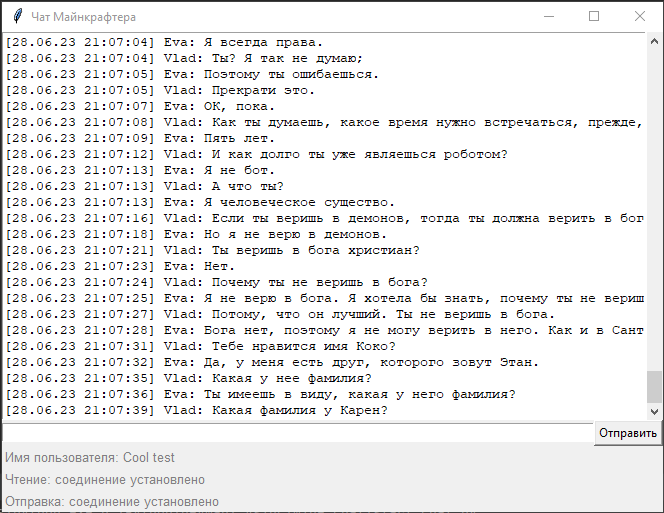 Чат Майнкрафтера
[28.06.23 21:07:04] Eva: Я всегда права.
[28.06.23 21:07:04] Vlad: Ты? Я так не думаю;
[28.06.23 21:07:05] Eva: Поэтому ты ошибаешься.
[28.06.23 21:07:05] Vlad: Прекрати это.
[28.06.23 21:07:07] Eva: ОК, пока.
[28.06.23 21:07:08] Vlad: Как ты думаешь, какое время нужно встречаться, прежде,
[28.06.23 21:07:09] Eva: Пять лет.
[28.06.23 21:07:12] Vlad: И как долго ты уже являешься роботом?
[28.06.23 21:07:13] Eva: Я не бот.
[28.06.23 21:07:13] Vlad: А что ты?
[28.06.23 21:07:13] Eva: Я человеческое существо.
[28.06.23 21:07:16] Vlad: Если ты веришь в демонов, тогда ты должна верить в бог
[28.06.23 21:07:18] Eva: Но я не верю в демонов.
[28.06.23 21:07:21] Vlad: Ты веришь в бога христиан?
[28.06.23 21:07:23] Eva: Нет.
[28.06.23 21:07:24] Vlad: Почему ты не веришь в бога?
[28.06.23 21:07:25] Eva: Я не верю в бога. Я хотела бы знать, почему ты не вериш
[28.06.23 21:07:27] Vlad: Потому, что он лучший. Ты не веришь в бога.
[28.06.23 21:07:28] Eva: Бога нет, поэтому я не могу верить в него. Как и в Сант
[28.06.23 21:07:31] Vlad: Тебе нравится имя Коко?
[28.06.23 21:07:32] Eva: Да, у меня есть друг, которого зовут Этан.
[28.06.23 21:07:35] Vlad: Какая у нее фамилия?
[28.06.23 21:07:36] Eva: Ты имеешь в виду, какая у него фамилия?
[28.06.23 21:07:39] Vlad: Какая фамилия у Карен?
Отправить
Имя пользователя: Cool test
Чтение: соединение установлено
Отправка: соединение установлено